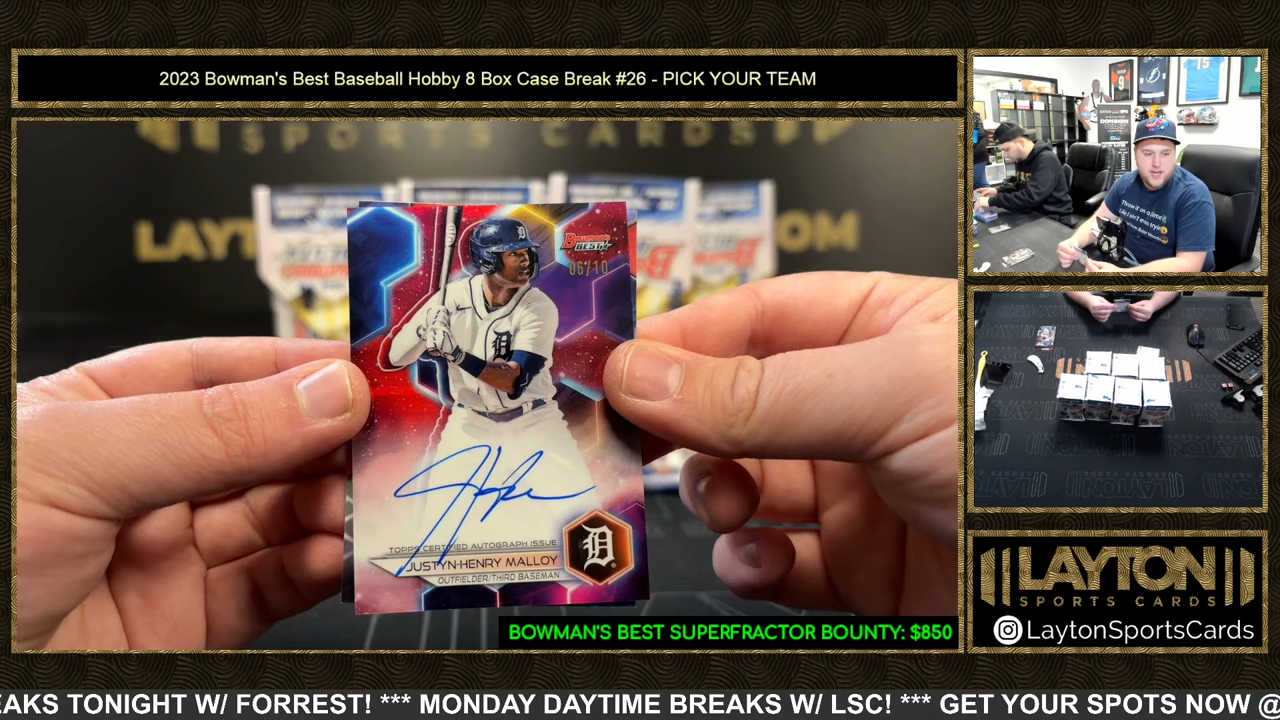 2023 Bowman's Best Baseball Hobby 8 Box Case Break #26 - PICK YOUR TEAM
LAYTON
Bowman's
BEST
06/10
TOPPS CERTIFIED AUTOGRAPH ISSUE
JUSTYN-HENRY MALLOY
OUTFIELDER/THIRD BASEMAN
BOWMAN'S BEST SUPERFRACTOR BOUNTY: $850
LAYTON
SPORTS CARDS
LaytonSportsCards
EAKS TONIGHT W/ FORREST! *** MONDAY DAYTIME BREAKS W/ LSC! *** GET YOUR SPOTS NOW @